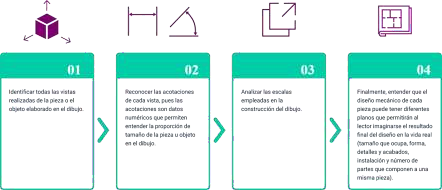 01
Identificar todas las vistas
realizadas de la pieza o el
objeto elaborado en el dibujo.
02
Reconocer las acotaciones
de cada vista, pues las
acotaciones son datos
numéricos que permiten
entender la proporción de
tamaño de la pieza u objeto
en el dibujo.
03
Analizar las escalas
empleadas en la
construcción del dibujo.
04
Finalmente, entender que el
diseño mecánico de cada
pieza puede tener diferentes
planos que permitirán al
lector imaginarse el resultado
final del diseño en la vida real
(tamaño que ocupa, forma,
detalles y acabados,
instalación y número de
partes que componen a una
misma pieza).